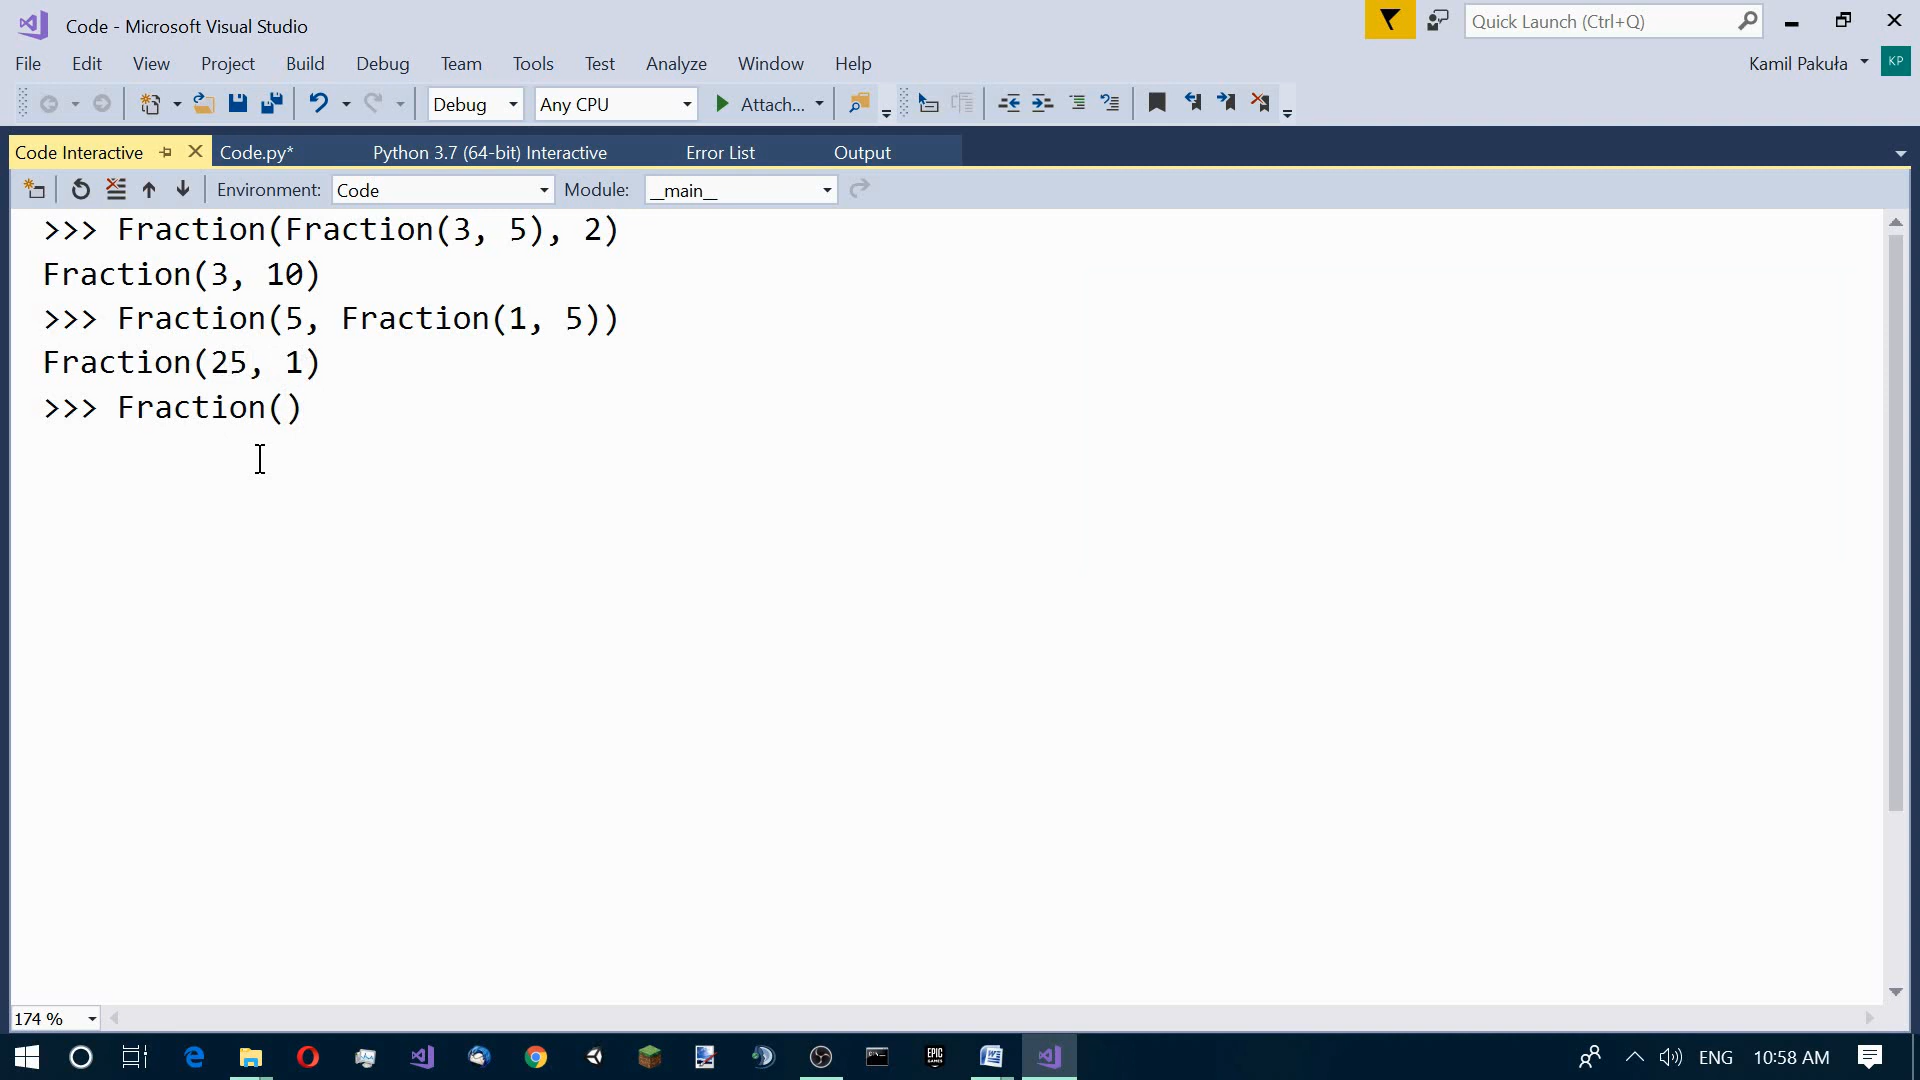 Code - Microsoft Visual Studio
Quick Launch (Ctrl+Q)
File Edit View Project Build Debug Team Tools Test Analyze Window Help
Kamil Pakuła KP
Debug Any CPU Attach...
Code Interactive Code.py* Python 3.7 (64-bit) Interactive Error List Output
Environment: Code Module: __main__
>>> Fraction(Fraction(3, 5), 2)
Fraction(3, 10)
>>> Fraction(5, Fraction(1, 5))
Fraction(25, 1)
>>> Fraction()
174 %
EPIC GAMES
ENG 10:58 AM